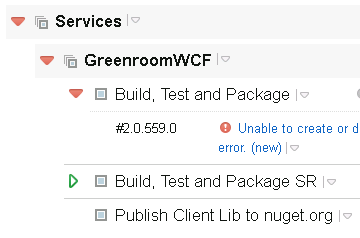 Services
GreenroomWCF
Build, Test and Package
#2.0.559.0 Unable to create or d
error. (new)
Build, Test and Package SR
Publish Client Lib to nuget.org